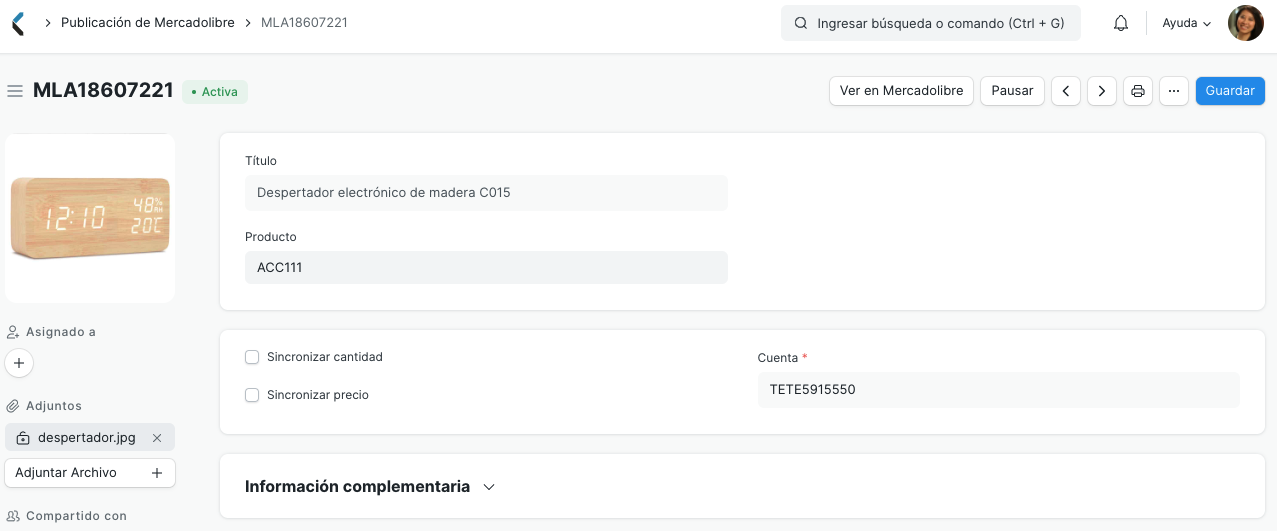 Publicación de Mercadolibre MLA18607221
Ingresar búsqueda o comando (Ctrl + G)
Ayuda
MLA18607221
Activa
Ver en Mercadolibre
Pausar
Guardar
12:10
48%
RH
20C
Asignado a
Adjuntos
despertador.jpg
Adjuntar Archivo
Compartido con
Título
Despertador electrónico de madera C015
Producto
ACC111
Sincronizar cantidad
Sincronizar precio
Cuenta *
TETE5915550
Información complementaria